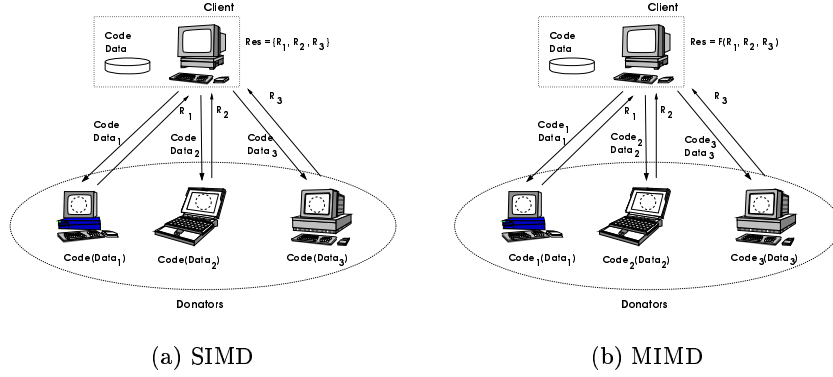 Client
Code
Data
Res = {R1, R2, R3}
R1
R2
R3
Code
Data1
Code
Data2
Code
Data3
Code(Data1)
Code(Data2)
Code(Data3)
Donators
(a) SIMD
Client
Code
Data
Res = F(R1, R2, R3)
R1
R2
R3
Code1
Data1
Code2
Data2
Code3
Data3
Code1(Data1)
Code2(Data2)
Code3(Data3)
Donators
(b) MIMD